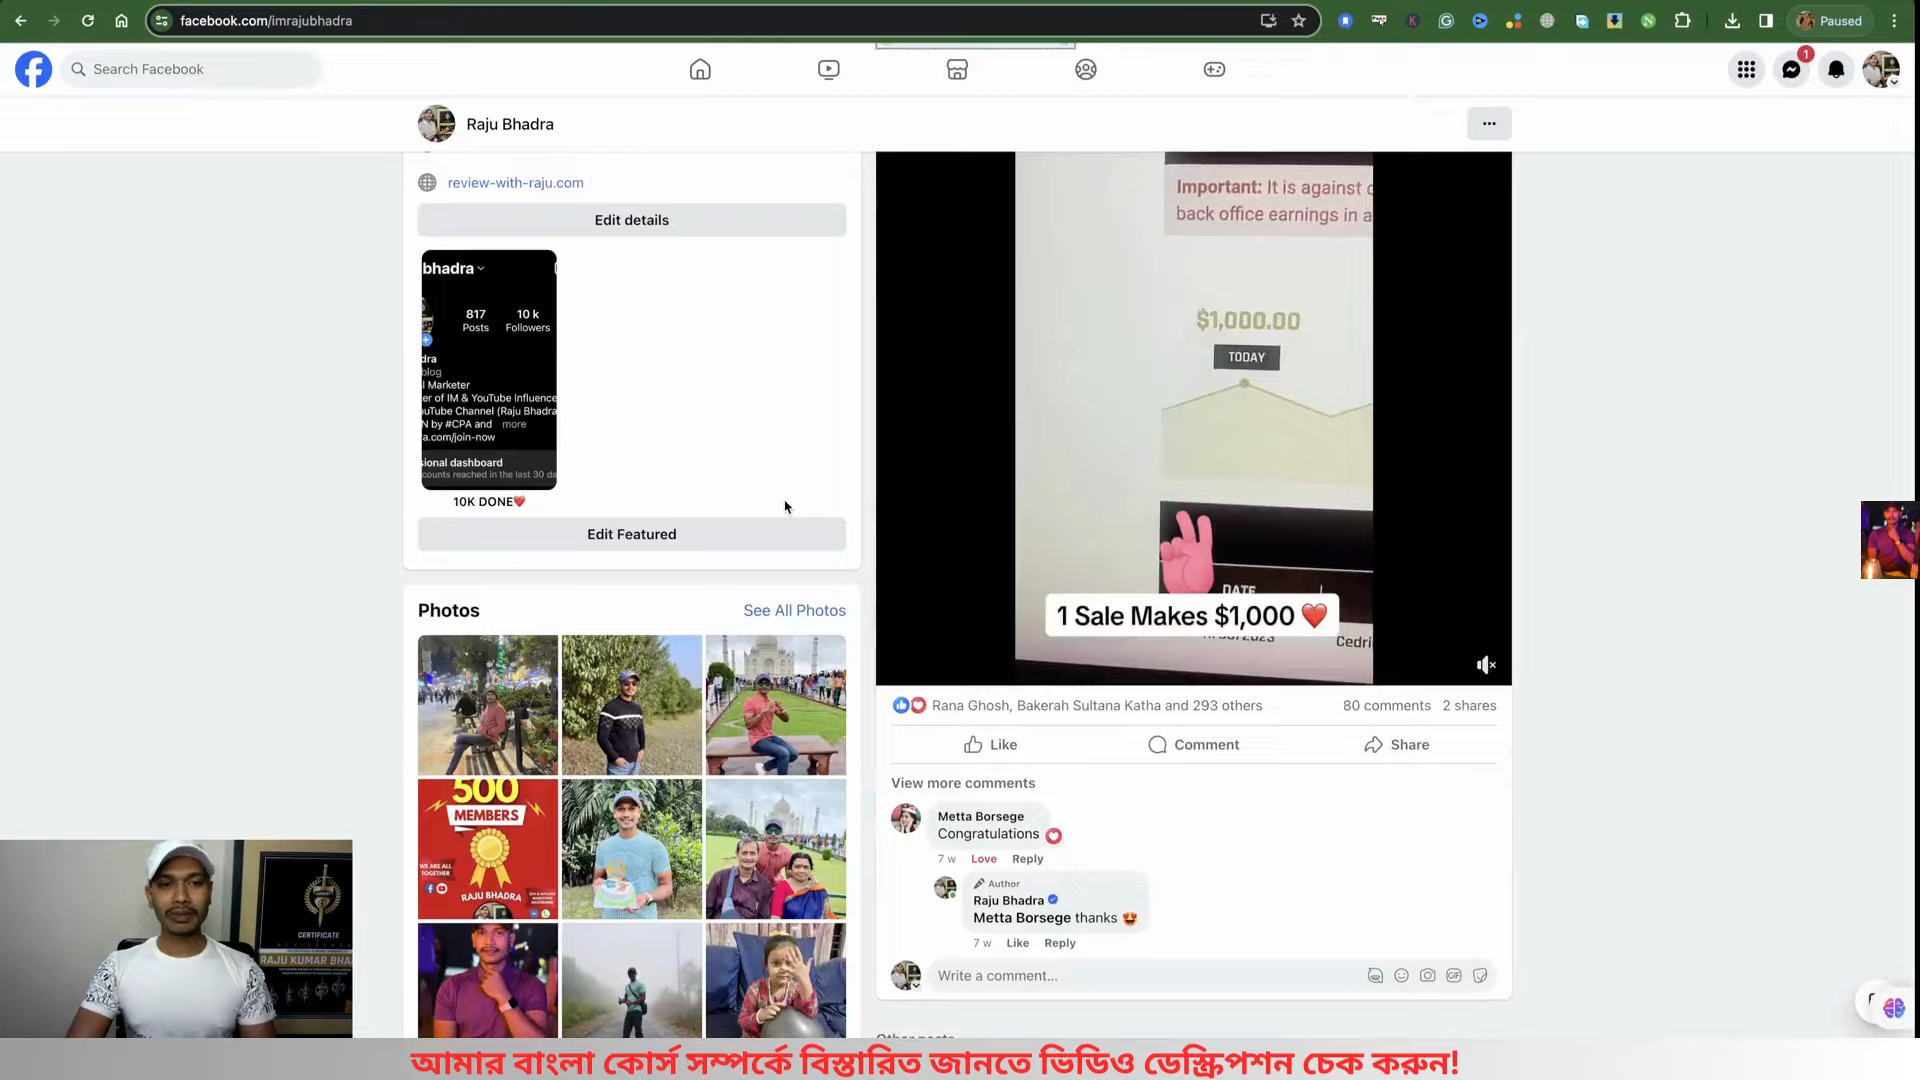 facebook.com/imrajubhadra
Paused
Search Facebook
1
Raju Bhadra
review-with-raju.com
Edit details
bhadra
817
10 k
Posts
Followers
dra
blog
l Marketer
er of IM & YouTube Influence
ouTube Channel (Raju Bhadra
N by #CPA and more
a.com/join-now
sional dashboard
counts reached in the last 30 da
10K DONE❤️
Edit Featured
Photos
See All Photos
500
MEMBERS
WE ARE ALL
TOGETHER
RAJU BHADRA
Important: It is against
back office earnings in a
$1,000.00
TODAY
DATE
1 Sale Makes $1,000 ❤️
Cedri
Rana Ghosh, Bakerah Sultana Katha and 293 others
80 comments 2 shares
Like
Comment
Share
View more comments
Metta Borsege
Congratulations
7 w Love Reply
Author
Raju Bhadra
Metta Borsege thanks 😍
7 w Like Reply
Write a comment...
GIF
CERTIFICATE
RAJU KUMAR BHA
আমার বাংলা কোর্স সম্পর্কে বিস্তারিত জানতে ভিডিও ডেস্ক্রিপশন চেক করুন!